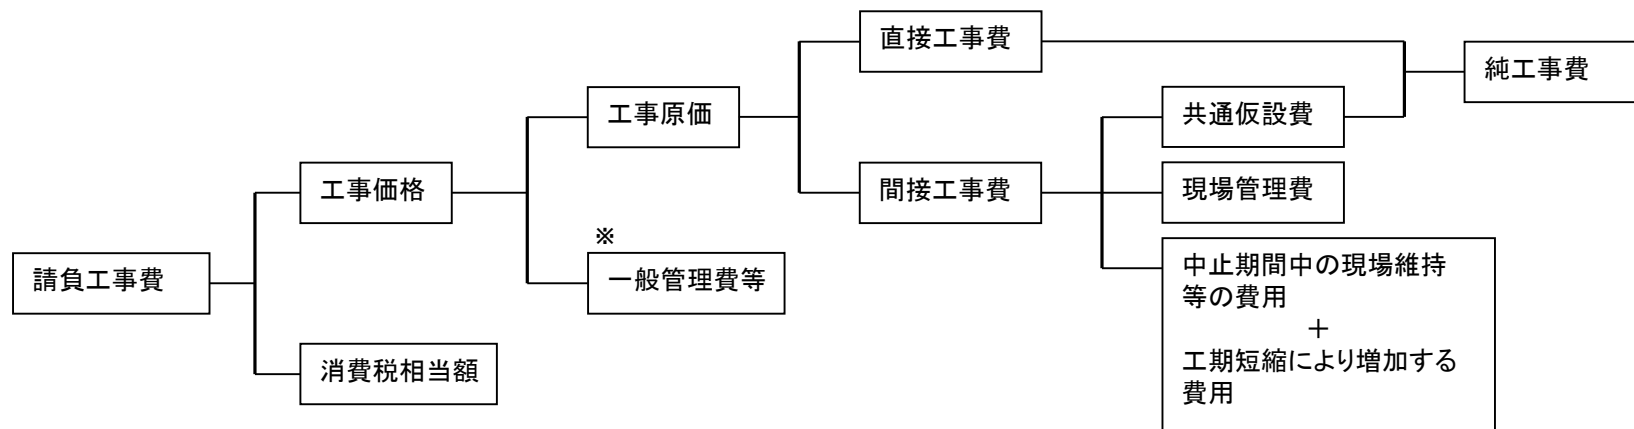 直接工事費
純工事費
工事原価
共通仮設費
工事価格
間接工事費
現場管理費
※
請負工事費
一般管理費等
中止期間中の現場維持
等の費用
＋
工期短縮により増加する
費用
消費税相当額